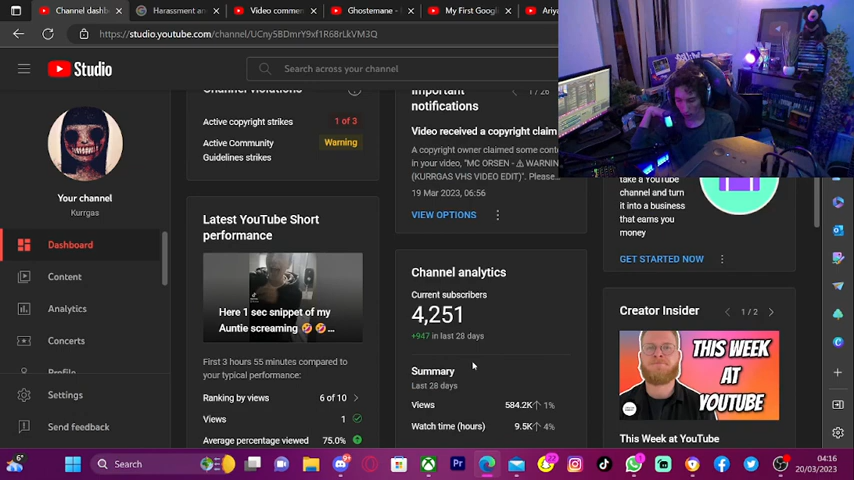 Channel dashb
Harassment an
Video commen
Ghostemane -
My First Googl
Ariya
https://studio.youtube.com/channel/UCny5BDmrY9xf1R68rLkVM3Q
Studio
Search across your channel
Your channel
Kurrgas
Dashboard
Content
Analytics
Comments
Settings
Send feedback
Channel violations
Active copyright strikes
1 of 3
Active Community Guidelines strikes
Warning
Latest YouTube Short
performance
Here 1 sec snippet of my
Auntie screaming 🤣 🤣...
First 3 hours 55 minutes compared to
your typical performance:
Ranking by views
6 of 10
Views
1
Average percentage viewed
75.0%
Important
notifications
1 / 26
Video received a copyright claim
A copyright owner claimed some cont
in your video, "MC ORSEN - ⚠ WARNIN
(KURRGAS VHS VIDEO EDIT)". Please...
19 Mar 2023, 06:56
VIEW OPTIONS
Channel analytics
Current subscribers
4,251
+947 in last 28 days
Summary
Last 28 days
Views
584.2K
1%
Watch time (hours)
9.5K
4%
take a YouTube
channel and turn
it into a business
that earns you
money
GET STARTED NOW
Creator Insider
1 / 2
THIS WEEK
AT
YOUTUBE
This Week at YouTube
6°
Search
Pr
22
04:16
20/03/2023